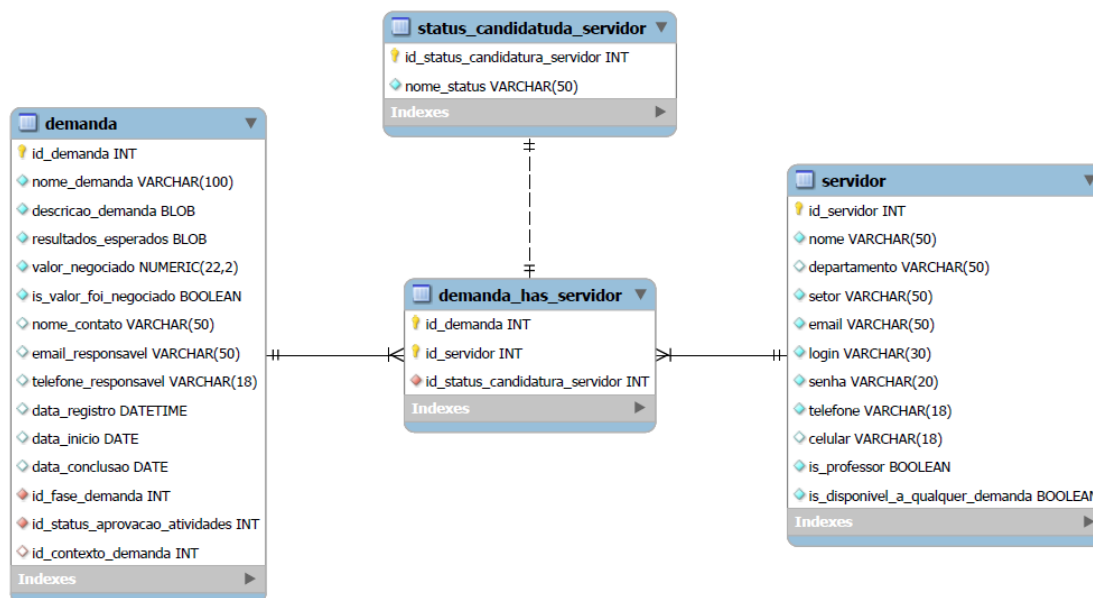 status_candidatuda_servidor
id_status_candidatura_servidor INT
nome_status VARCHAR(50)
Indexes
demanda
id_demanda INT
nome_demanda VARCHAR(100)
descricao_demanda BLOB
resultados_esperados BLOB
valor_negociado NUMERIC(22,2)
is_valor_foi_negociado BOOLEAN
nome_contato VARCHAR(50)
email_responsavel VARCHAR(50)
telefone_responsavel VARCHAR(18)
data_registro DATETIME
data_inicio DATE
data_conclusao DATE
id_fase_demanda INT
id_status_aprovacao_atividades INT
id_contexto_demanda INT
Indexes
demanda_has_servidor
id_demanda INT
id_servidor INT
id_status_candidatura_servidor INT
Indexes
servidor
id_servidor INT
nome VARCHAR(50)
departamento VARCHAR(50)
setor VARCHAR(50)
email VARCHAR(50)
login VARCHAR(30)
senha VARCHAR(20)
telefone VARCHAR(18)
celular VARCHAR(18)
is_professor BOOLEAN
is_disponivel_a_qualquer_demanda BOOLEAN
Indexes